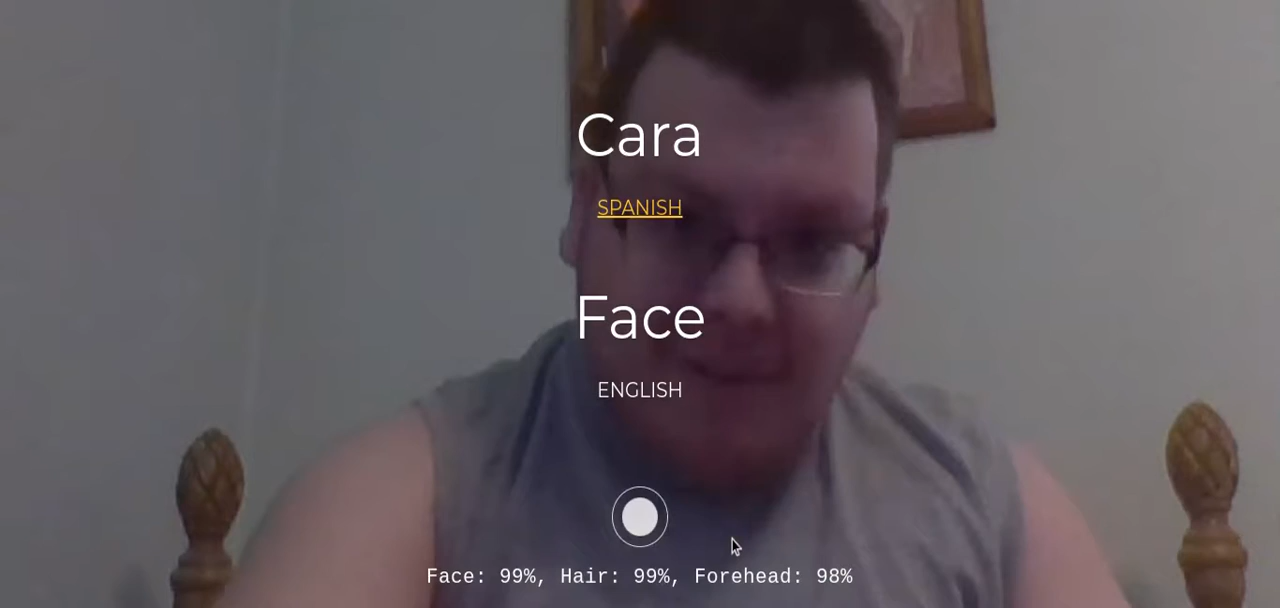 Cara
SPANISH
Face
ENGLISH
Face: 99%, Hair: 99%, Forehead: 98%